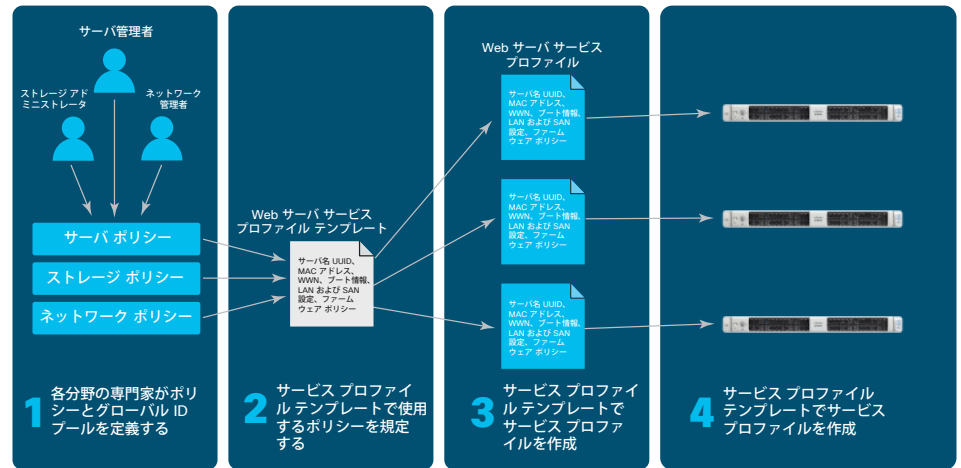 サーバ管理者
ストレージ アド
ミニストレータ
ネットワーク
管理者
サーバ ポリシー
ストレージ ポリシー
ネットワーク ポリシー
1
各分野の専門家がポリ
シーとグローバル ID
プールを定義する
Web サーバ サービス
プロファイル テンプレート
サーバ名 UUID、
MAC アドレス、
WWN、ブート情報、
LAN および SAN
設定、ファーム
ウェア ポリシー
2
サービス プロファイ
ル テンプレートで使用
するポリシーを規定
する
Web サーバ サービス
プロファイル
サーバ名 UUID、
MAC アドレス、
WWN、ブート情報、
LAN および SAN
設定、ファーム
ウェア ポリシー
サーバ名 UUID、
MAC アドレス、
WWN、ブート情報、
LAN および SAN
設定、ファーム
ウェア ポリシー
サーバ名 UUID、
MAC アドレス、
WWN、ブート情報、
LAN および SAN
設定、ファーム
ウェア ポリシー
3
サービス プロファイ
ル テンプレートで
サービス プロファ
イルを作成
4
サービス プロファイル
テンプレートでサービス
プロファイルを作成